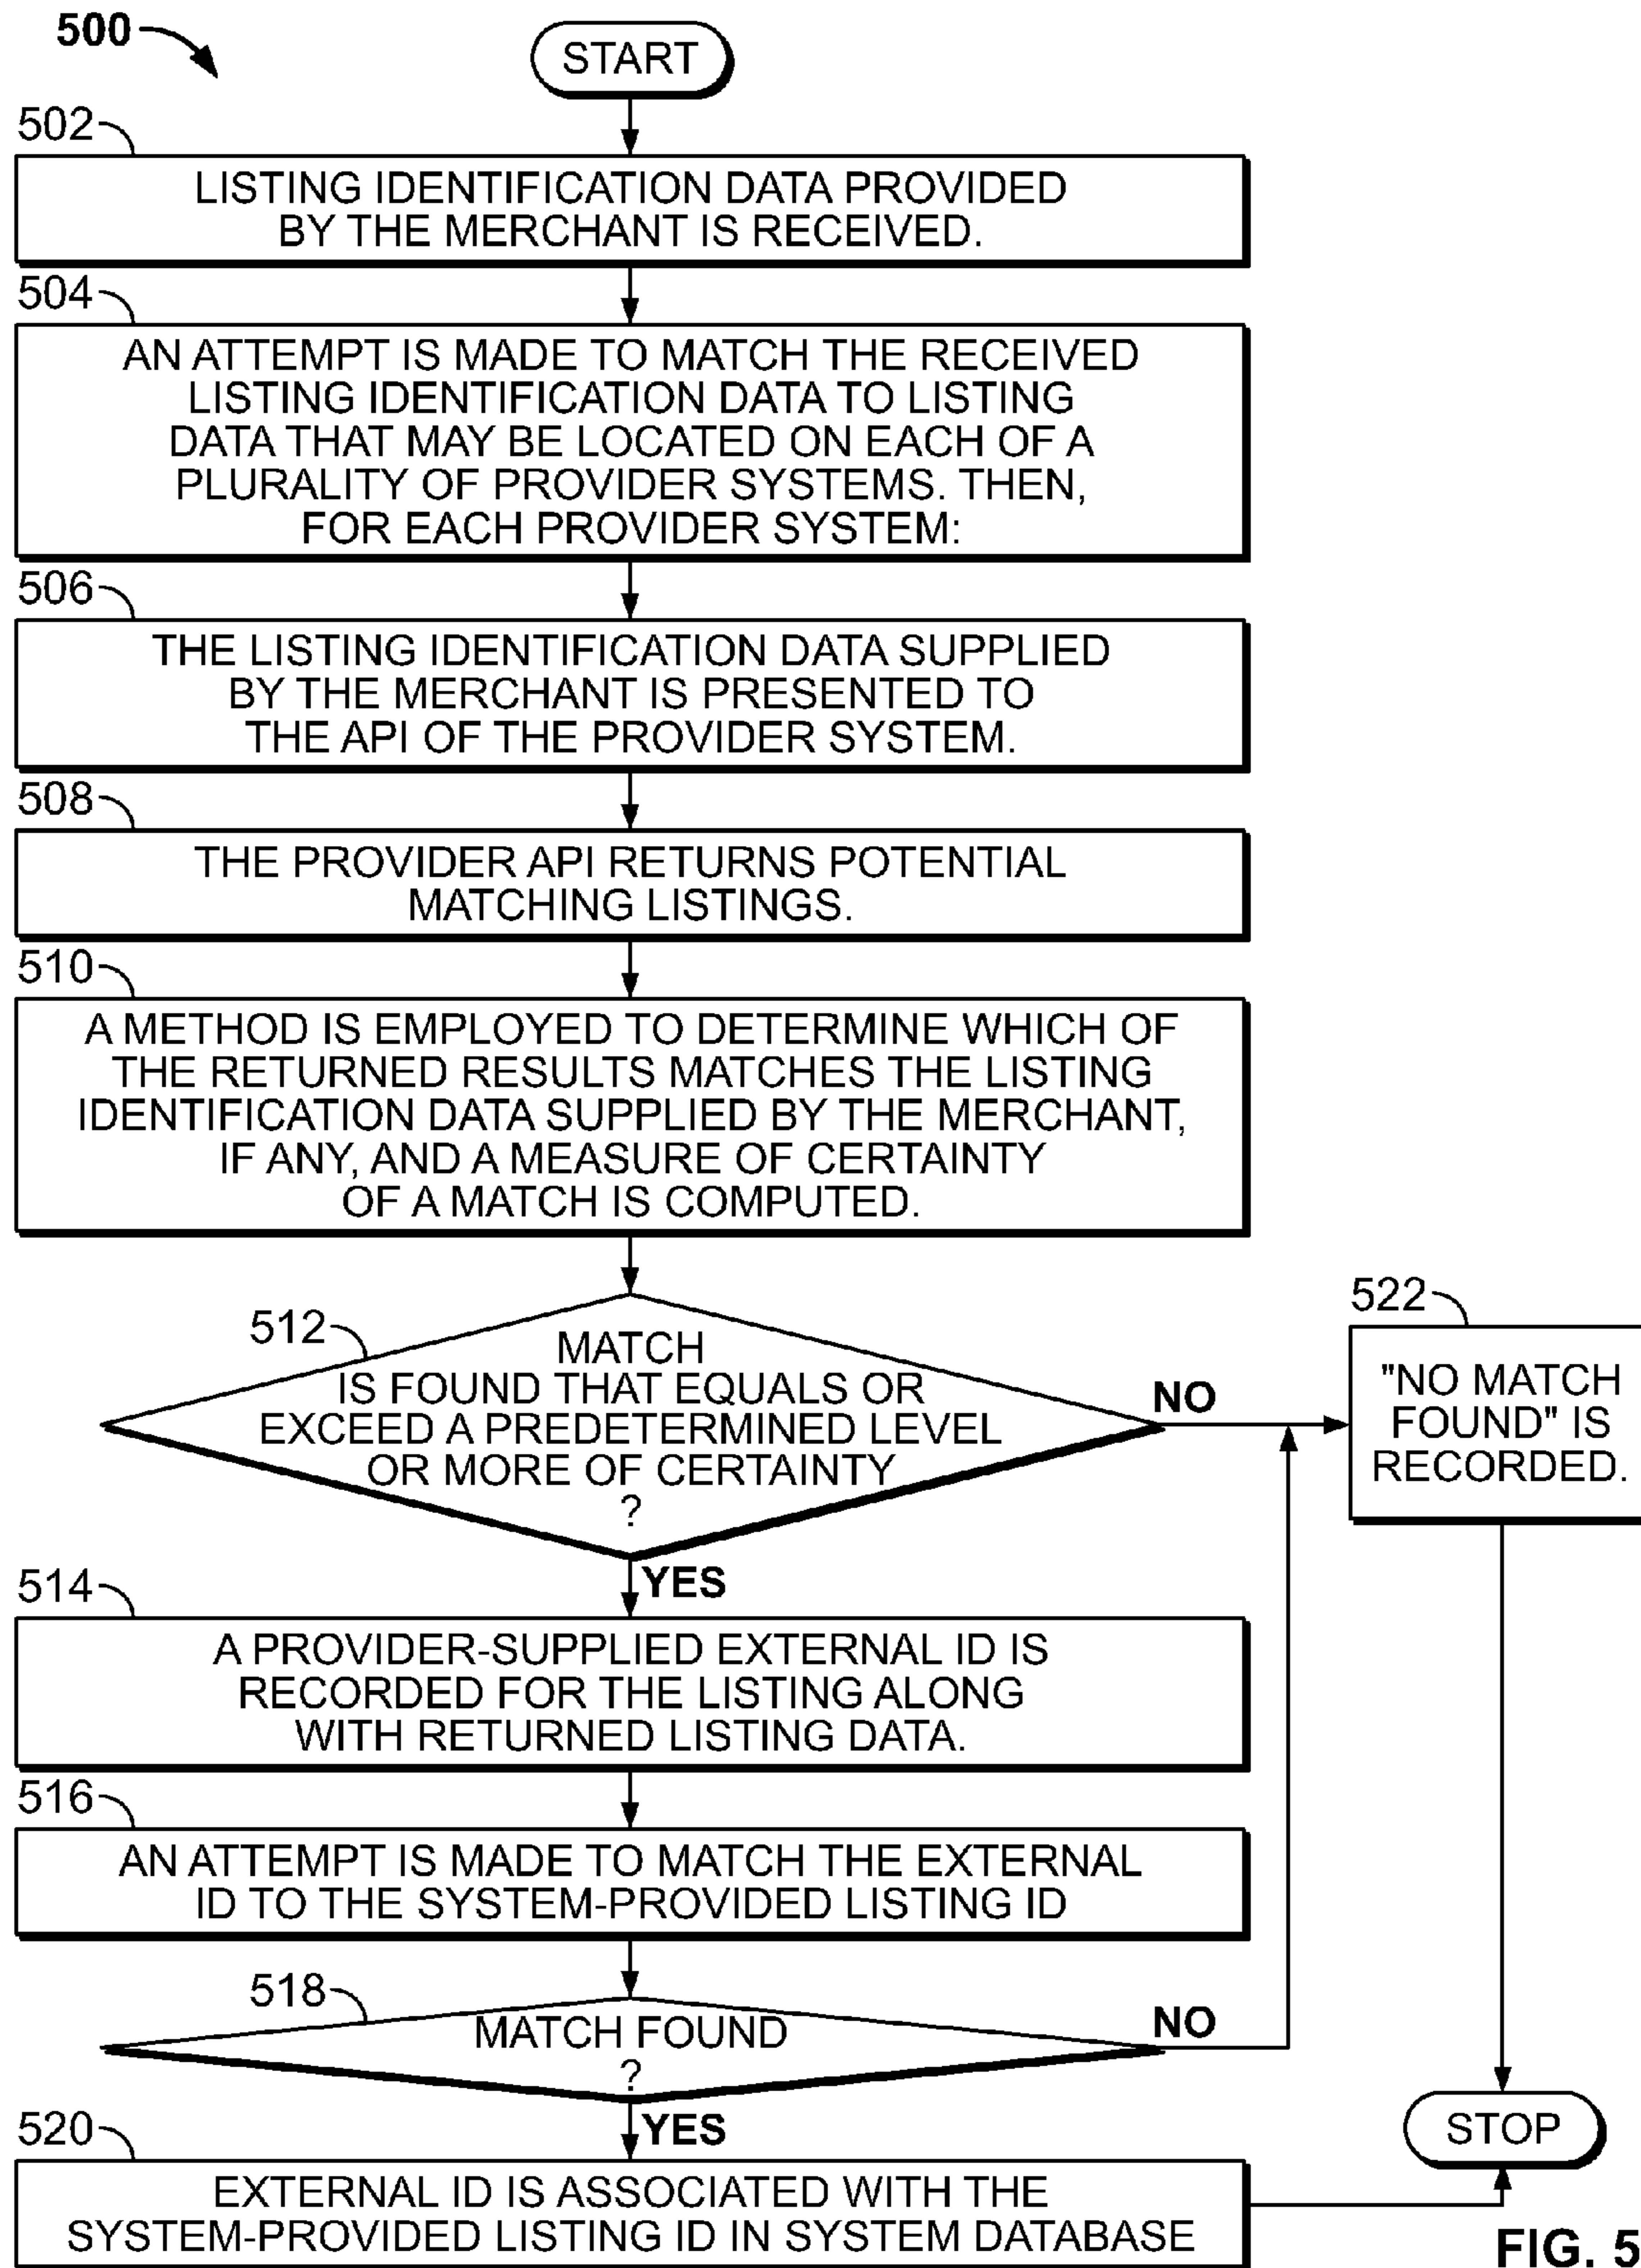 500
START
502
LISTING IDENTIFICATION DATA PROVIDED
BY THE MERCHANT IS RECEIVED.
504
AN ATTEMPT IS MADE TO MATCH THE RECEIVED
LISTING IDENTIFICATION DATA TO LISTING
DATA THAT MAY BE LOCATED ON EACH OF A
PLURALITY OF PROVIDER SYSTEMS. THEN,
FOR EACH PROVIDER SYSTEM:
506
THE LISTING IDENTIFICATION DATA SUPPLIED
BY THE MERCHANT IS PRESENTED TO
THE API OF THE PROVIDER SYSTEM.
508
THE PROVIDER API RETURNS POTENTIAL
MATCHING LISTINGS.
510
A METHOD IS EMPLOYED TO DETERMINE WHICH OF
THE RETURNED RESULTS MATCHES THE LISTING
IDENTIFICATION DATA SUPPLIED BY THE MERCHANT,
IF ANY, AND A MEASURE OF CERTAINTY
OF A MATCH IS COMPUTED.
512
MATCH
IS FOUND THAT EQUALS OR
EXCEED A PREDETERMINED LEVEL
OR MORE OF CERTAINTY
?
NO
522
"NO MATCH
FOUND" IS
RECORDED.
YES
514
A PROVIDER-SUPPLIED EXTERNAL ID IS
RECORDED FOR THE LISTING ALONG
WITH RETURNED LISTING DATA.
516
AN ATTEMPT IS MADE TO MATCH THE EXTERNAL
ID TO THE SYSTEM-PROVIDED LISTING ID
518
MATCH FOUND
?
NO
YES
STOP
520
EXTERNAL ID IS ASSOCIATED WITH THE
SYSTEM-PROVIDED LISTING ID IN SYSTEM DATABASE
FIG. 5